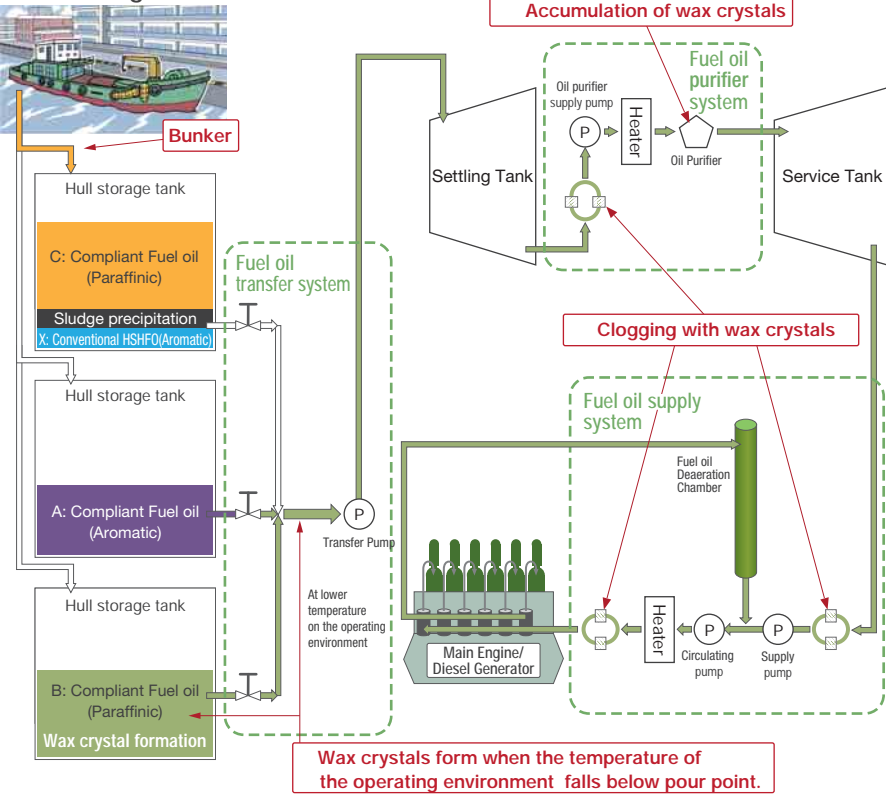 Accumulation of wax crystals
Bunker
Hull storage tank
C: Compliant Fuel oil
(Paraffinic)
Sludge precipitation
X: Conventional HSHFO(Aromatic)
Hull storage tank
A: Compliant Fuel oil
(Aromatic)
Hull storage tank
B: Compliant Fuel oil
(Paraffinic)
Wax crystal formation
Fuel oil
transfer system
P
Transfer Pump
At lower
temperature
on the operating
environment
Settling Tank
Fuel oil
purifier
system
Oil purifier
supply pump
P
Heater
Oil Purifier
Service Tank
Clogging with wax crystals
Fuel oil supply
system
Fuel oil
Deaeration
Chamber
Main Engine/
Diesel Generator
Heater
P
Circulating
pump
P
Supply
pump
Wax crystals form when the temperature of
the operating environment falls below pour point.